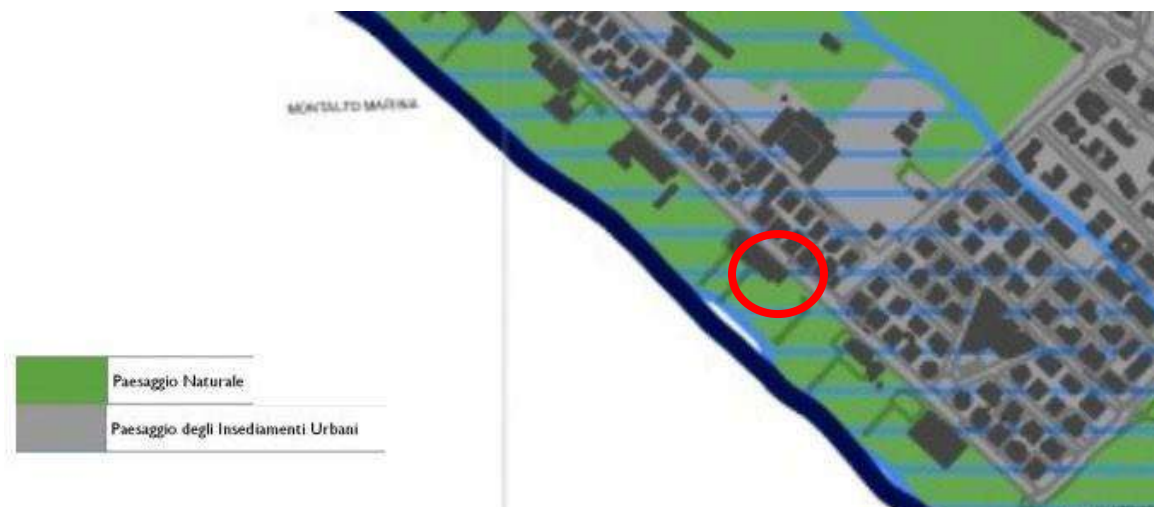 MONTALTO MARINA
Paesaggio Naturale
Paesaggio degli Insediamenti Urbani